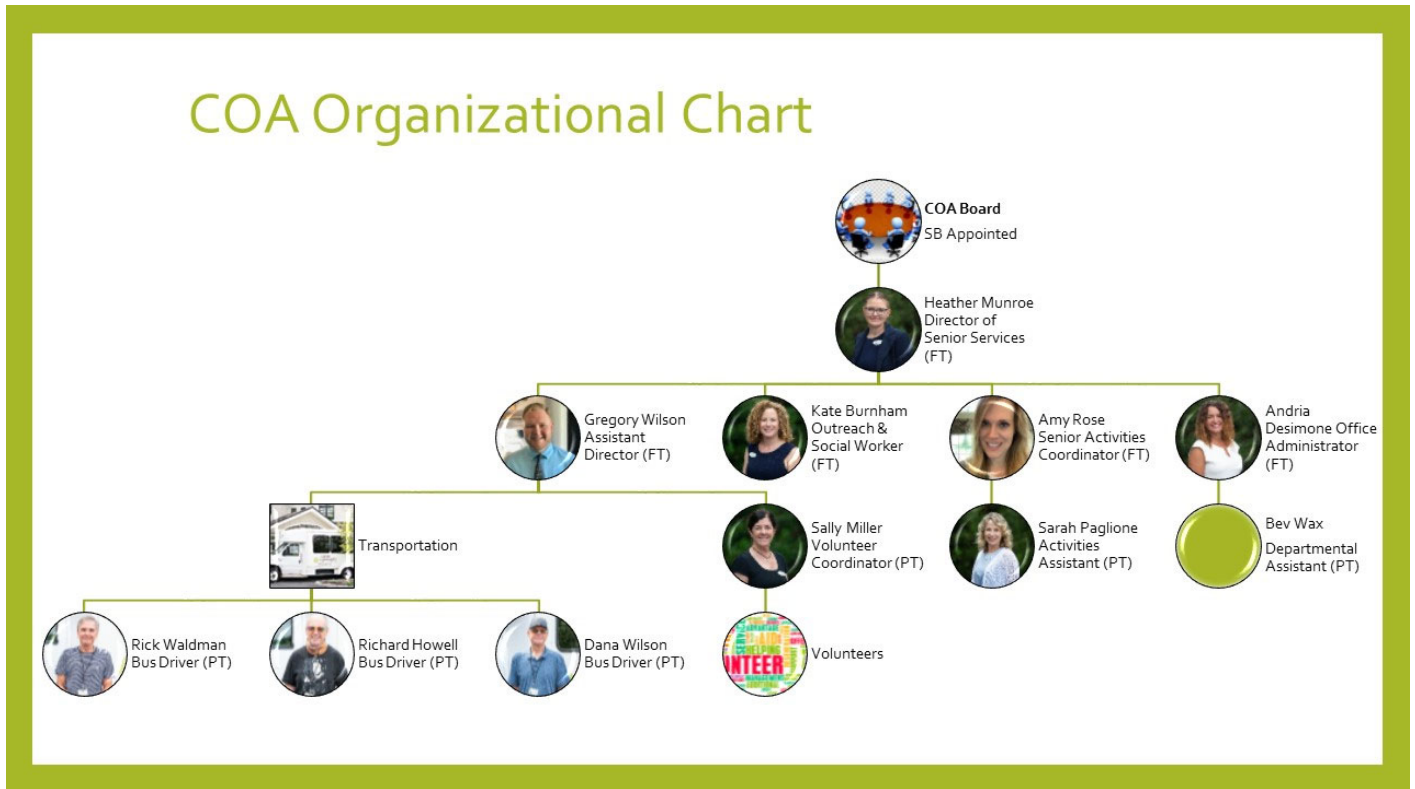 COA Organizational Chart
COA Board
SB Appointed
Heather Munroe
Director of
Senior Services
(FT)
Gregory Wilson
Assistant
Director (FT)
Kate Burnham
Outreach &
Social Worker
(FT)
Amy Rose
Senior Activities
Coordinator (FT)
Andria
Desimone Office
Administrator
(FT)
Transportation
Sally Miller
Volunteer
Coordinator (PT)
Sarah Paglione
Activities
Assistant (PT)
Bev Wax
Departmental
Assistant (PT)
Rick Waldman
Bus Driver (PT)
Richard Howell
Bus Driver (PT)
Dana Wilson
Bus Driver (PT)
AID
HELPING
UNTEER
Volunteers